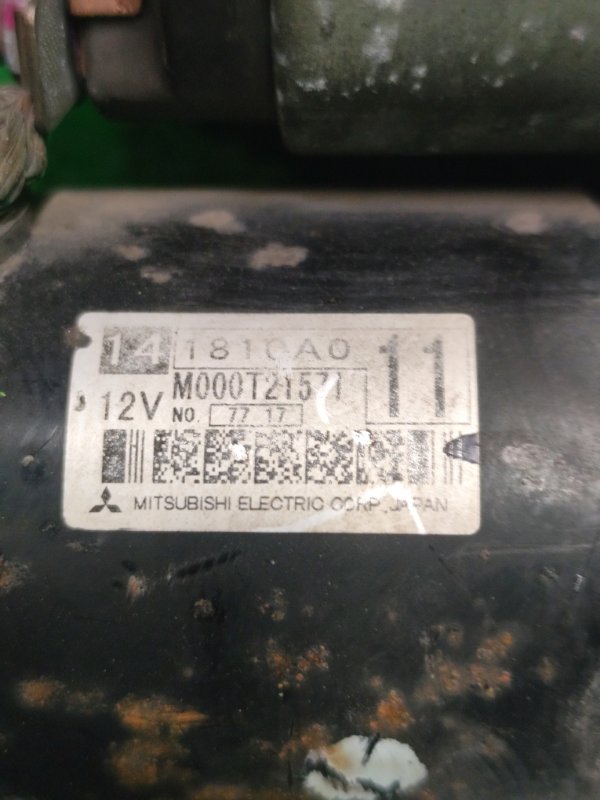 14 1810A0 11
12V M000T21571
NO. 77 17
MITSUBISHI ELECTRIC CORP. JAPAN